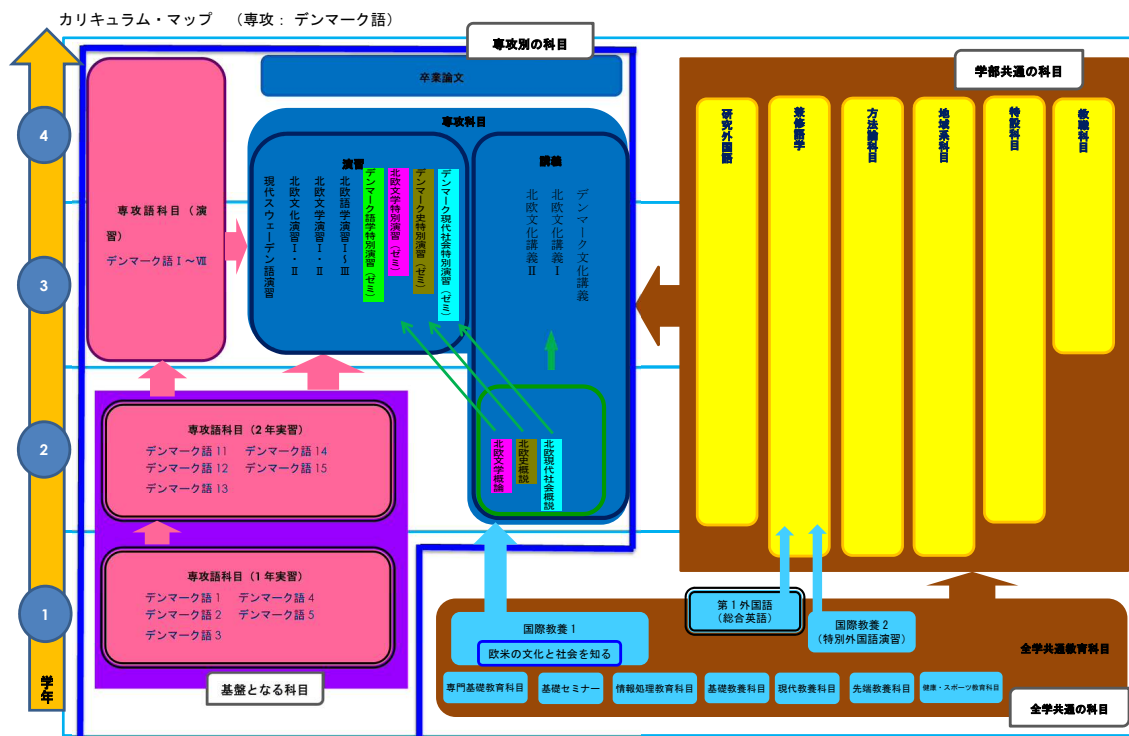 カリキュラム・マップ （専攻： デンマーク語）
専攻別の科目
学部共通の科目
卒業論文
専攻科目
4
3
2
1
学年
専攻語科目（演
習）
デンマーク語Ⅰ～Ⅶ
演習
現代スウェーデン語演習
北欧文化演習Ⅰ・Ⅱ
北欧文学演習Ⅰ・Ⅱ
北欧語学演習Ⅰ～Ⅲ
デンマーク語学特別演習（ゼミ）
北欧文学特別演習（ゼミ）
デンマーク史特別演習（ゼミ）
デンマーク現代社会特別演習（ゼミ）
講義
北欧文化講義Ⅱ
北欧文化講義Ⅰ
デンマーク文化講義
北欧文学概論
北欧史概説
北欧現代社会概説
研究外国語
兼修語学
方法論科目
地域系科目
特設科目
教職科目
専攻語科目（2年実習）
デンマーク語 11 デンマーク語 14
デンマーク語 12 デンマーク語 15
デンマーク語 13
専攻語科目（1年実習）
デンマーク語 1 デンマーク語 4
デンマーク語 2 デンマーク語 5
デンマーク語 3
基盤となる科目
国際教養 1
欧米の文化と社会を知る
第1外国語
（総合英語）
国際教養 2
（特別外国語演習）
全学共通教育科目
専門基礎教育科目
基礎セミナー
情報処理教育科目
基礎教養科目
現代教養科目
先端教養科目
健康・スポーツ教育科目
全学共通の科目